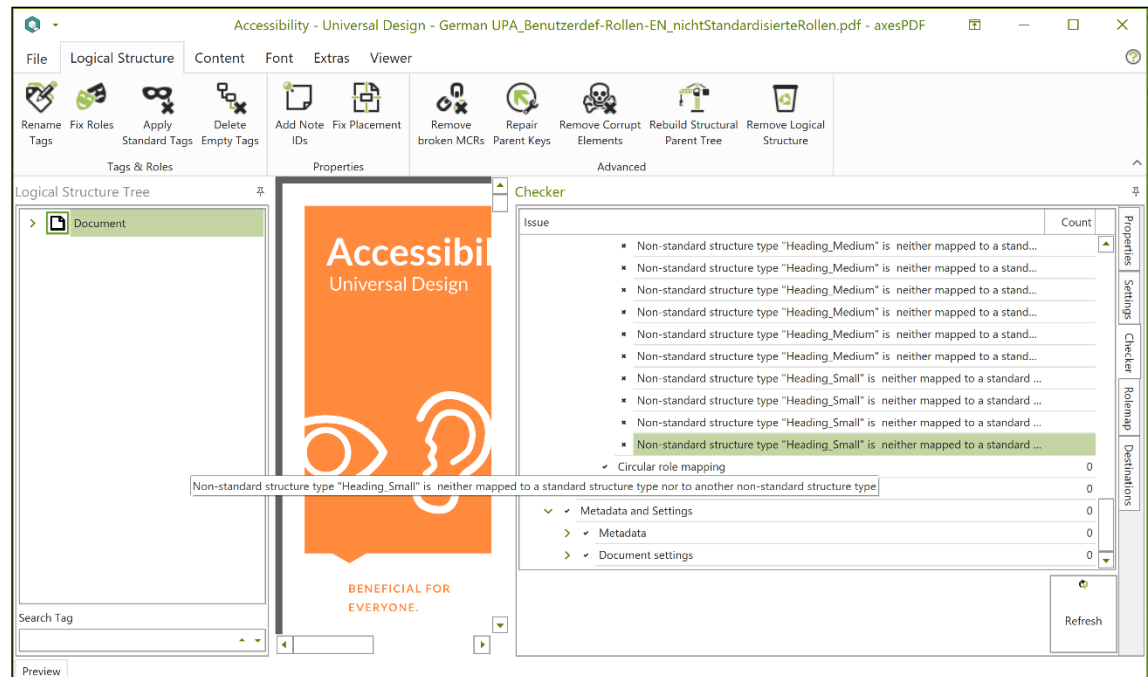 Accessibility - Universal Design - German UPA_Benutzerdef-Rollen-EN_nichtStandardisierteRollen.pdf - axesPDF
File Logical Structure Content Font Extras Viewer
Rename Tags
Fix Roles
Apply Standard Tags
Delete Empty Tags
Add Note IDs
Fix Placement
Remove broken MCRs
Repair Parent Keys
Remove Corrupt Elements
Rebuild Structural Parent Tree
Remove Logical Structure
Tags & Roles
Properties
Advanced
Logical Structure Tree
Document
Search Tag
Preview
Accessibil
Universal Design
BENEFICIAL FOR
EVERYONE.
Checker
Issue Count
Non-standard structure type "Heading_Medium" is neither mapped to a stand...
Non-standard structure type "Heading_Medium" is neither mapped to a stand...
Non-standard structure type "Heading_Medium" is neither mapped to a stand...
Non-standard structure type "Heading_Medium" is neither mapped to a stand...
Non-standard structure type "Heading_Medium" is neither mapped to a stand...
Non-standard structure type "Heading_Medium" is neither mapped to a stand...
Non-standard structure type "Heading_Small" is neither mapped to a standard ...
Non-standard structure type "Heading_Small" is neither mapped to a standard ...
Non-standard structure type "Heading_Small" is neither mapped to a standard ...
Non-standard structure type "Heading_Small" is neither mapped to a standard ...
Circular role mapping 0
Non-standard structure type "Heading_Small" is neither mapped to a standard structure type nor to another non-standard structure type
0
Metadata and Settings 0
Metadata 0
Document settings 0
Refresh
Properties
Settings
Checker
Rolemap
Destinations